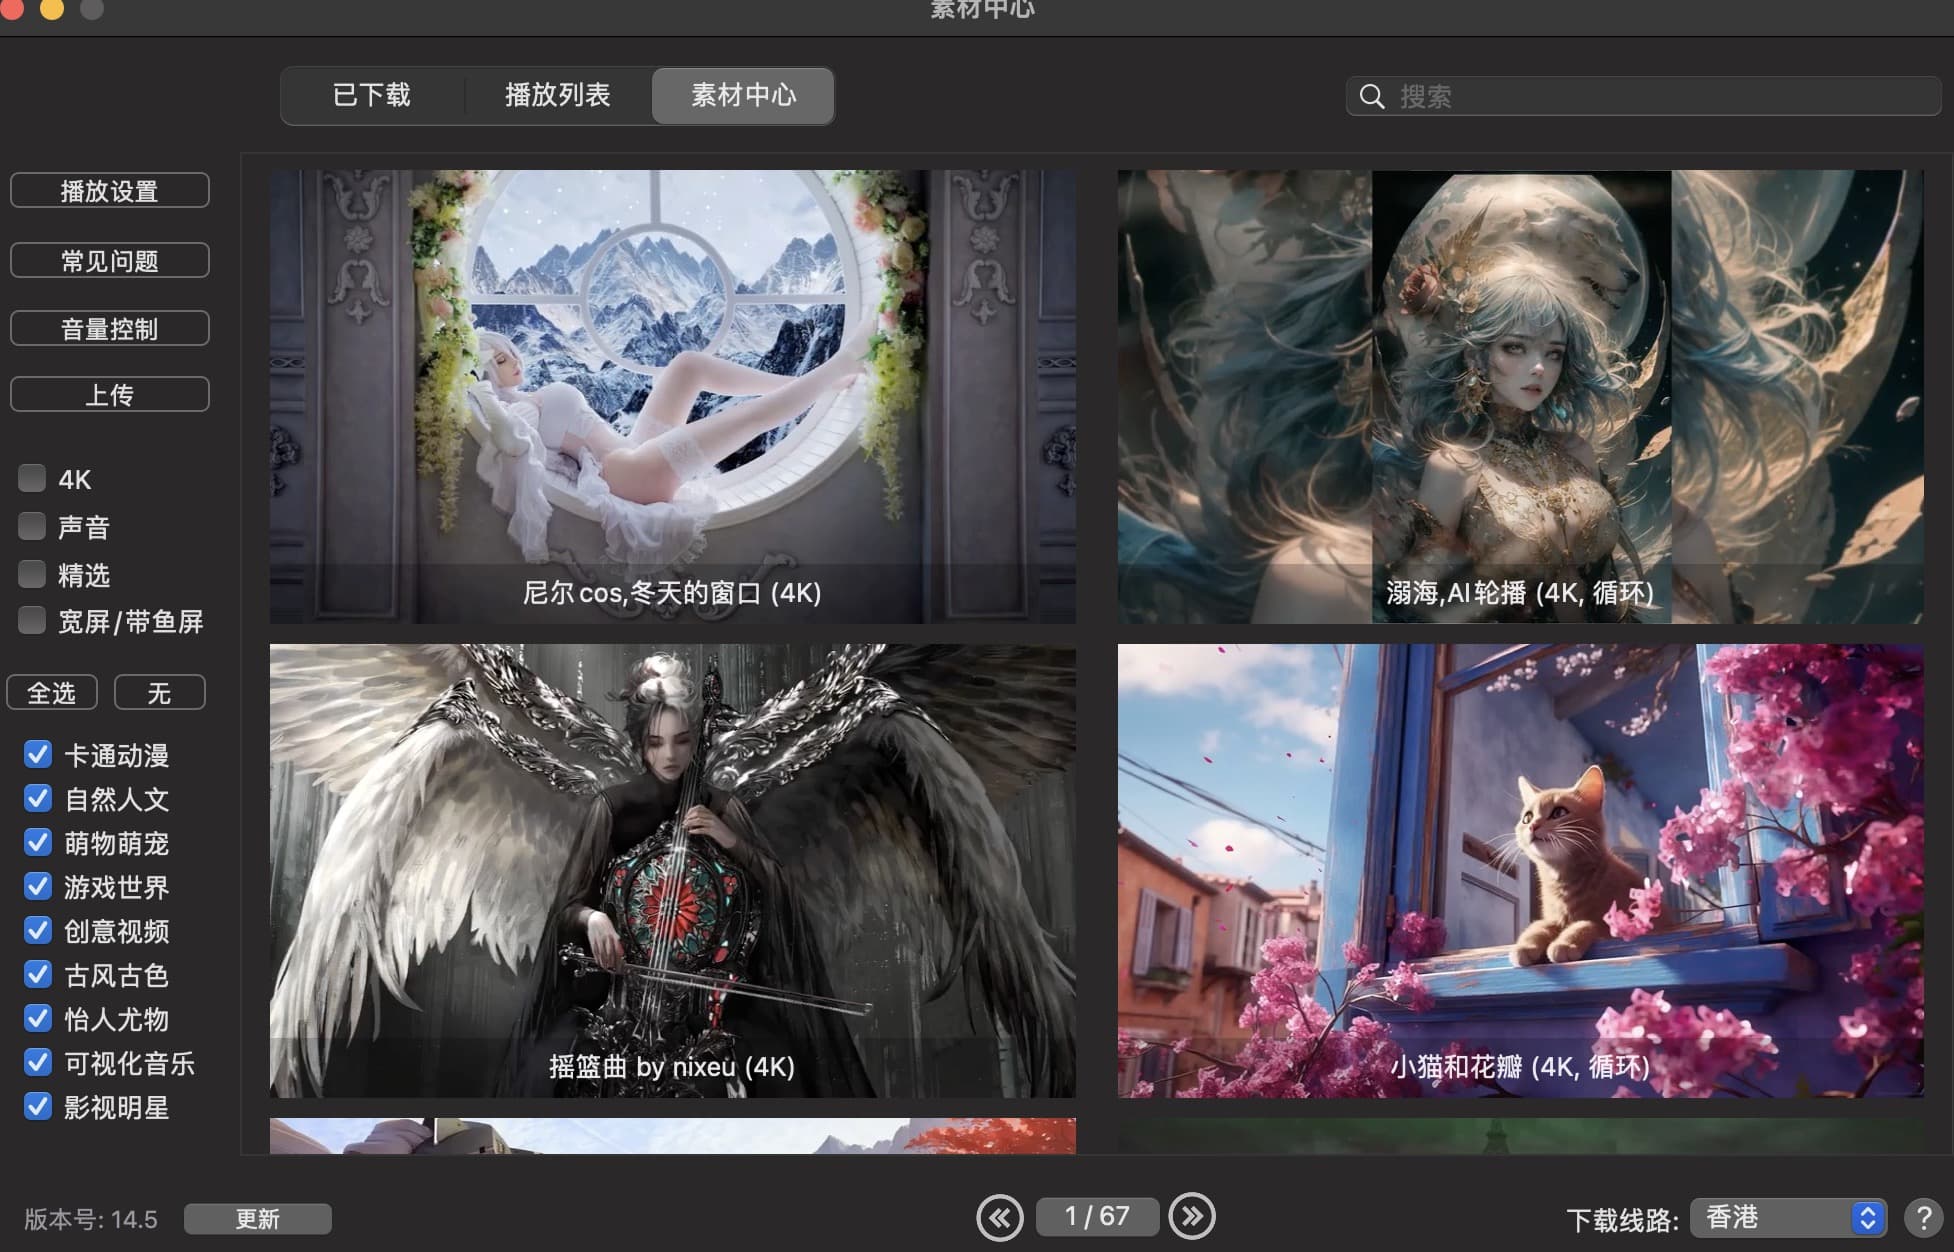 素材中心
已下载
播放列表
素材中心
搜索
播放设置
常见问题
音量控制
上传
4K
声音
精选
宽屏/带鱼屏
全选
无
卡通动漫
自然人文
萌物萌宠
游戏世界
创意视频
古风古色
怡人尤物
可视化音乐
影视明星
尼尔cos,冬天的窗口 (4K)
溺海,AI轮播 (4K, 循环)
摇篮曲 by nixeu (4K)
小猫和花瓣 (4K, 循环)
版本号: 14.5
更新
1 / 67
下载线路:
香港
?